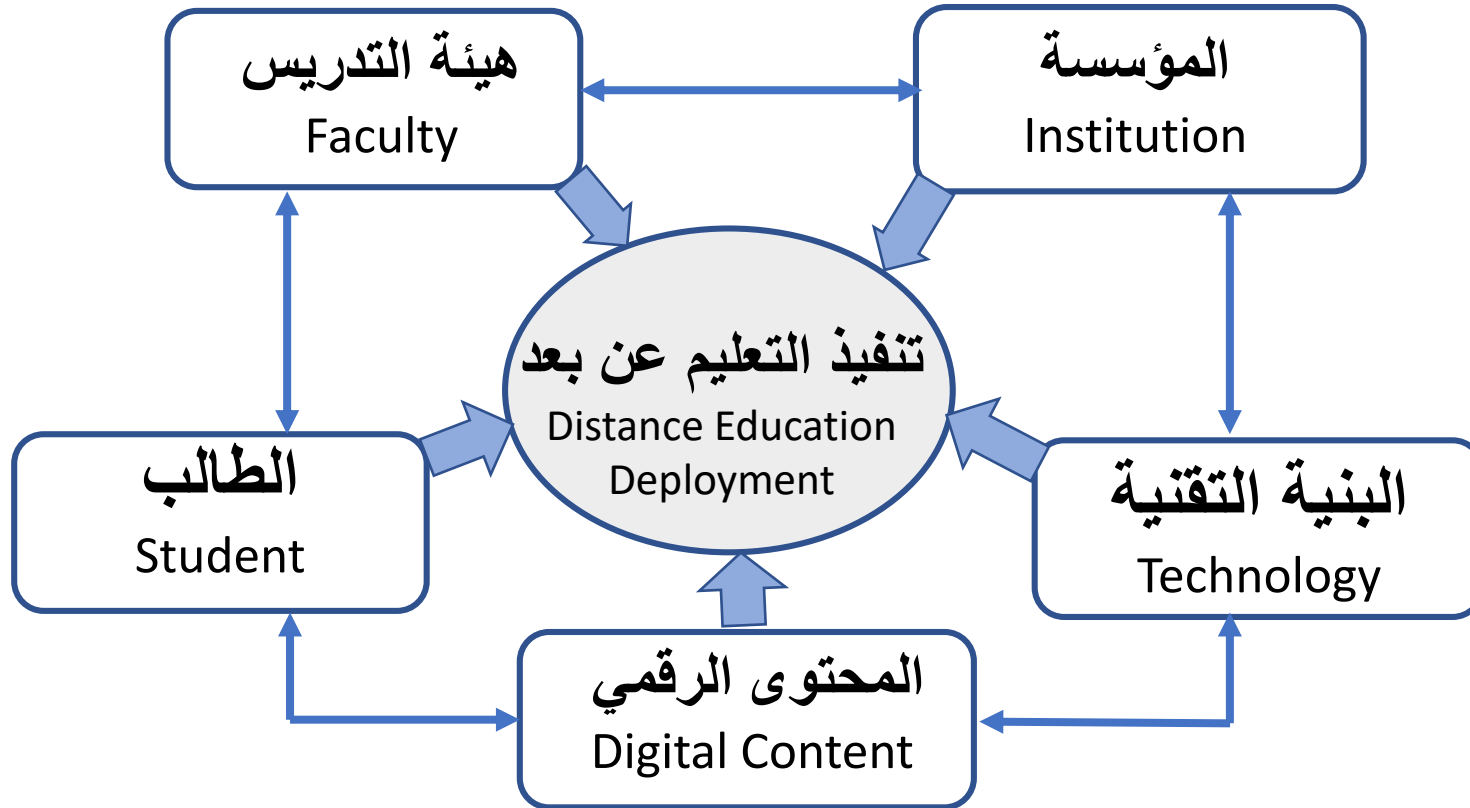 هيئة التدريس
Faculty
المؤسسة
Institution
تنفيذ التعليم عن بعد
Distance Education
Deployment
الطالب
Student
البنية التقنية
Technology
المحتوى الرقمي
Digital Content